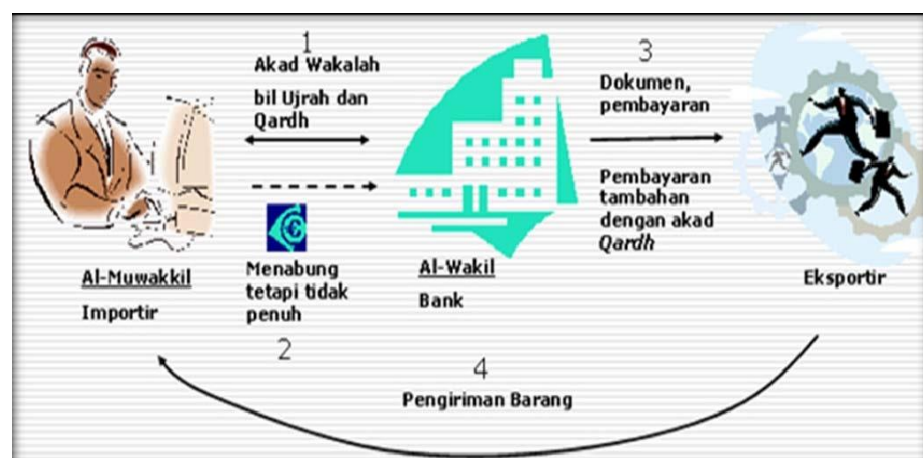 1
Akad Wakalah
bil Ujrah dan
Qardh
3
Dokumen,
pembayaran
Al-Muwakkil
Importir
Menabung
tetapi tidak
penuh
2
Al-Wakil
Bank
Pembayaran
tambahan
dengan akad
Qardh
Eksportir
4
Pengiriman Barang